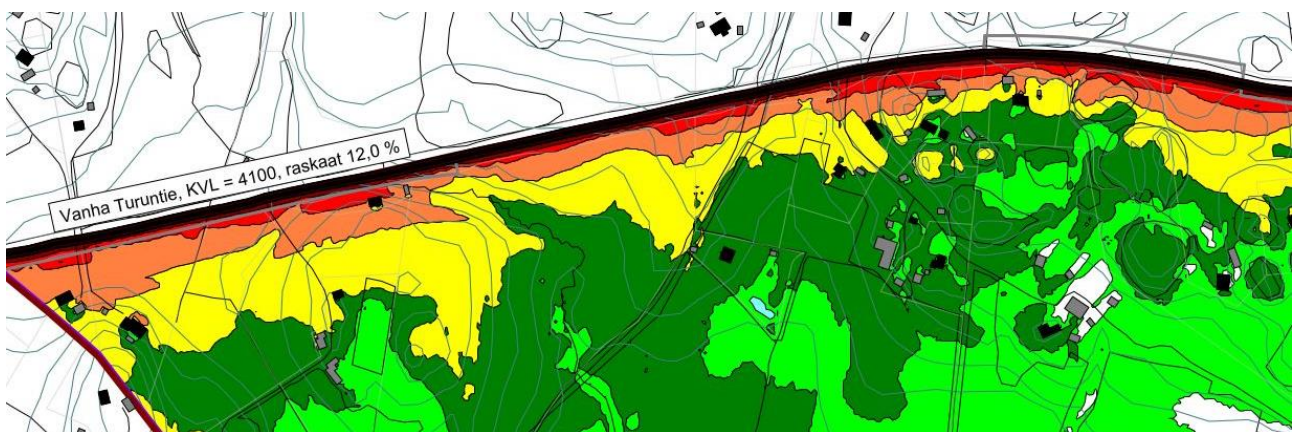 Vanha Turuntie, KVL = 4100, raskaat 12,0 %